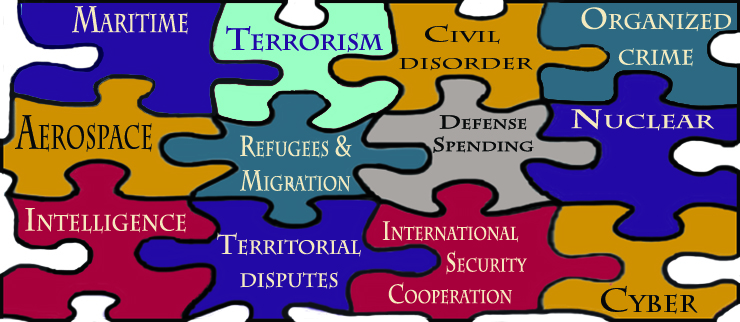 Maritime
Terrorism
Civil
disorder
Organized
crime
Aerospace
Refugees &
Migration
Defense
Spending
Nuclear
Intelligence
Territorial
disputes
International
Security
Cooperation
Cyber